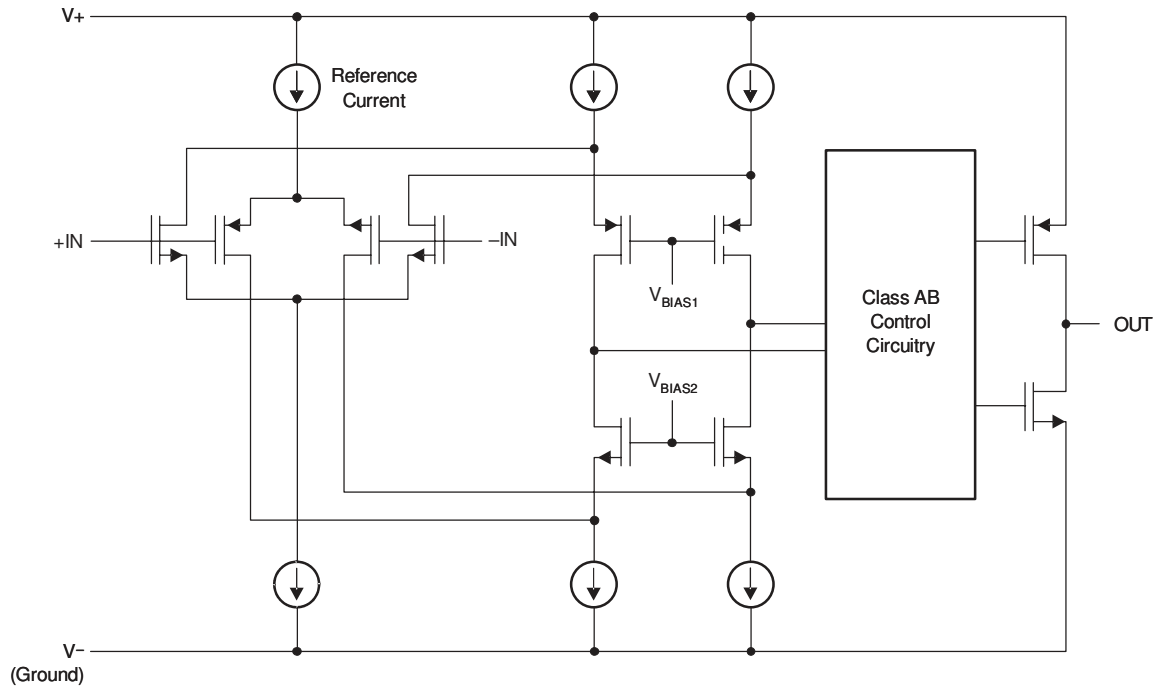 V+
Reference
Current
+IN
–IN
VBIAS1
Class AB
Control
Circuitry
OUT
VBIAS2
V–
(Ground)